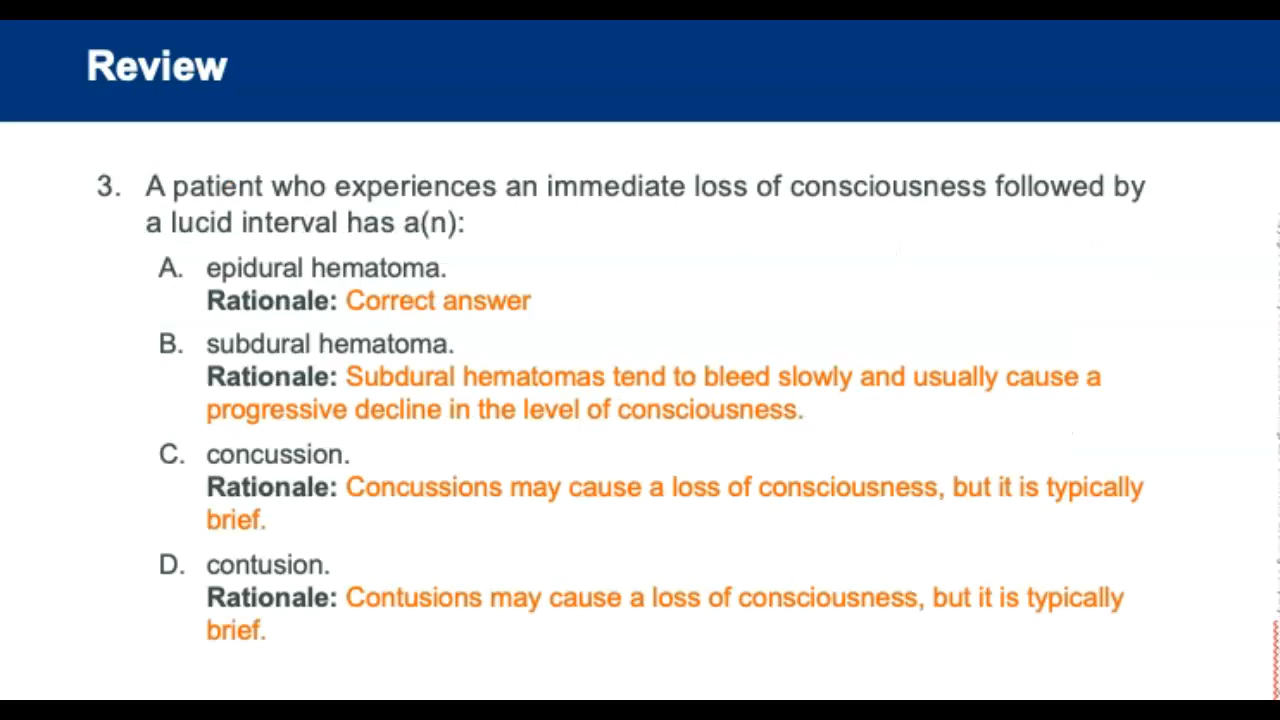 Review
3. A patient who experiences an immediate loss of consciousness followed by
a lucid interval has a(n):
A. epidural hematoma.
Rationale: Correct answer
B. subdural hematoma.
Rationale: Subdural hematomas tend to bleed slowly and usually cause a
progressive decline in the level of consciousness.
C. concussion.
Rationale: Concussions may cause a loss of consciousness, but it is typically
brief.
D. contusion.
Rationale: Contusions may cause a loss of consciousness, but it is typically
brief.